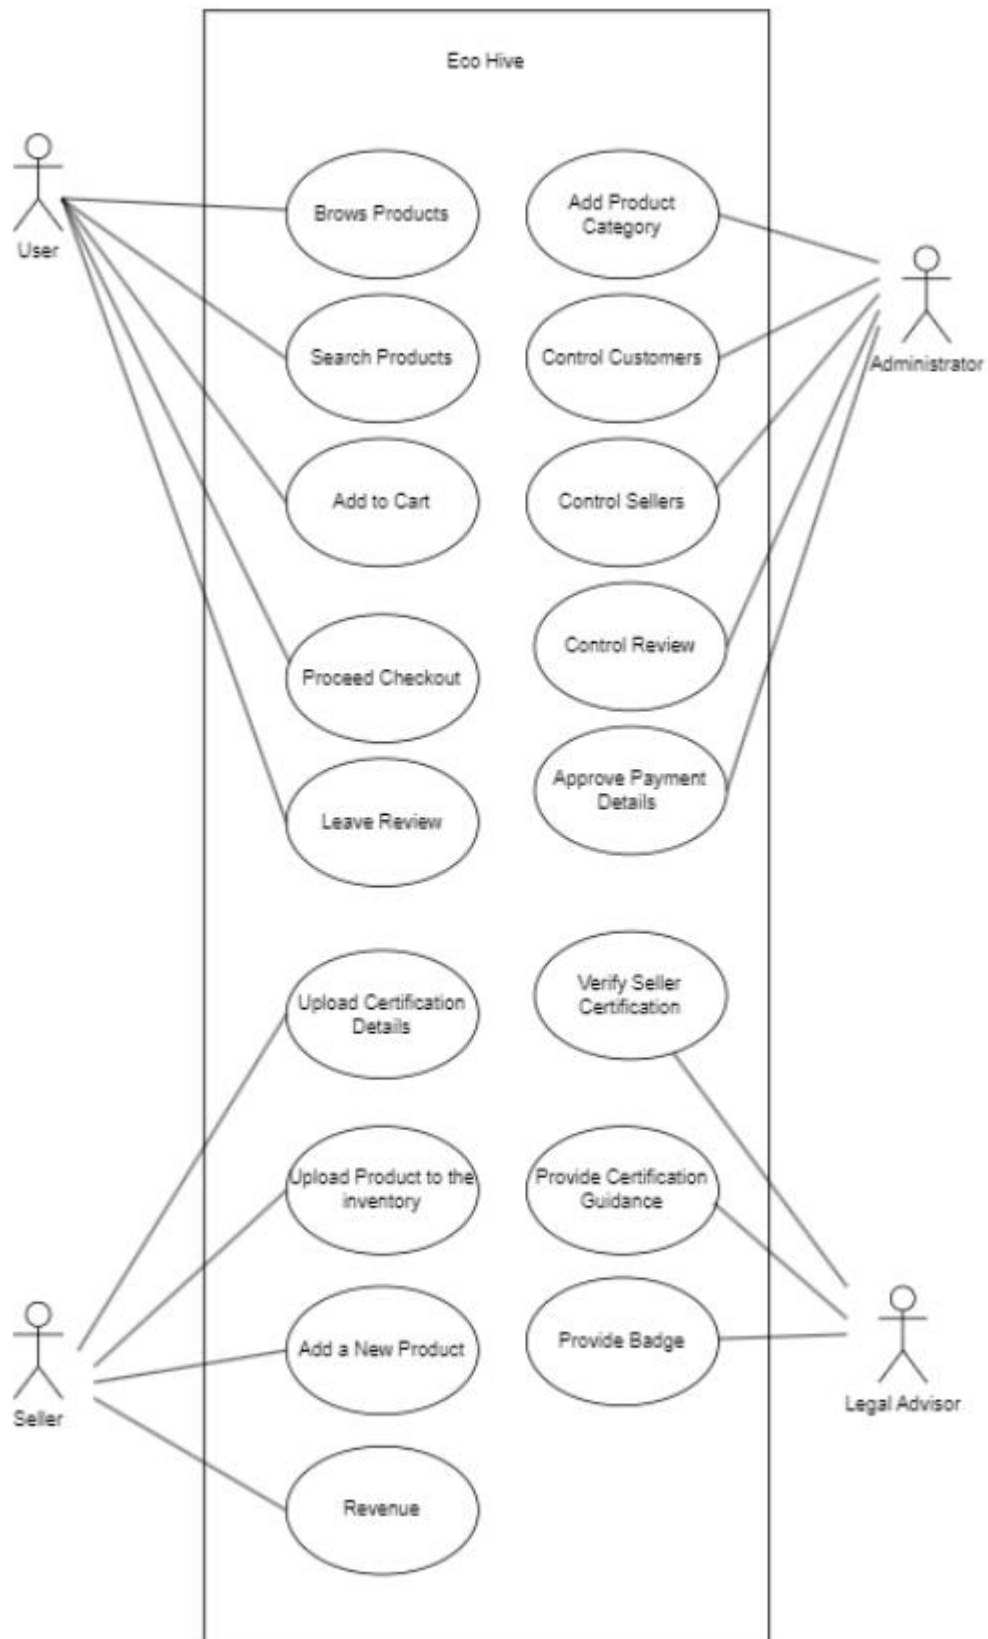 Eco Hive
Brows Products
Add Product
Category
User
Search Products
Control Customers
Administrator
Add to Cart
Control Sellers
Proceed Checkout
Control Review
Leave Review
Approve Payment
Details
Upload Certification
Details
Verify Seller
Certification
Upload Product to the
inventory
Provide Certification
Guidance
Add a New Product
Provide Badge
Seller
Legal Advisor
Revenue